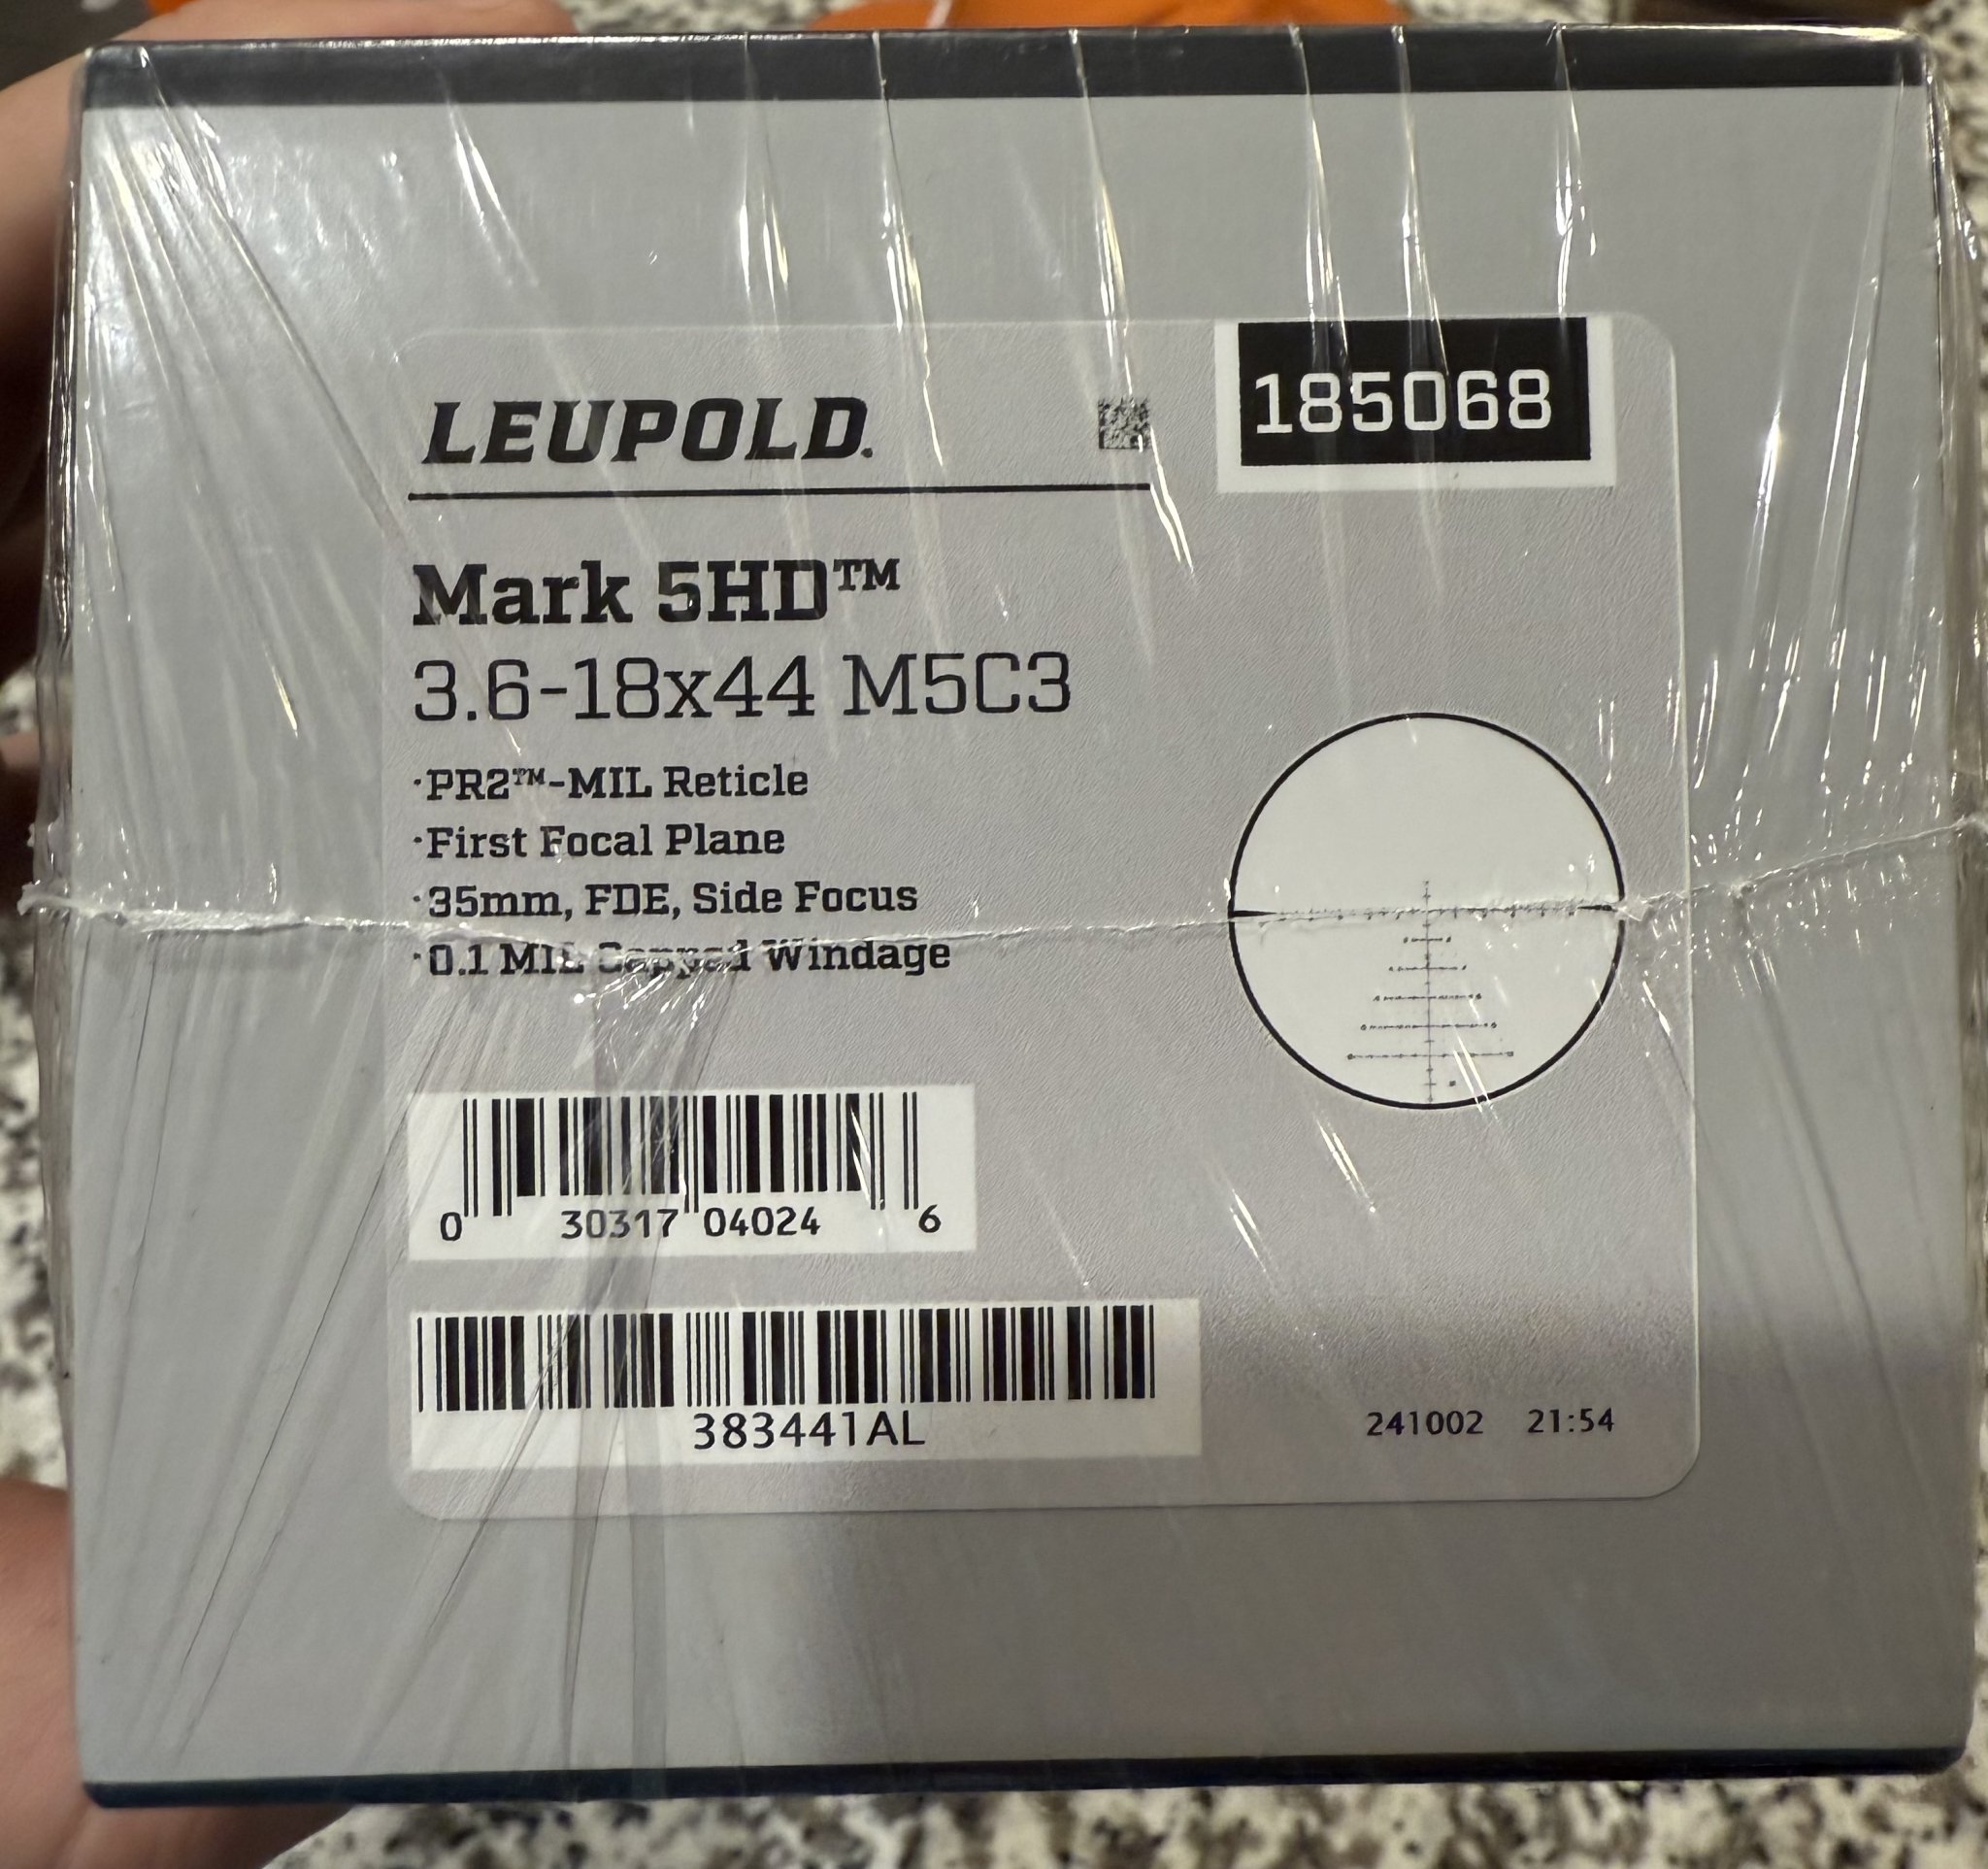 LEUPOLD.
185068
Mark 5HD™
3.6-18x44 M5C3
·PR2™-MIL Reticle
·First Focal Plane
·35mm, FDE, Side Focus
·0.1 MIL Capped Windage
0 30317 04024 6
383441AL
241002 21:54